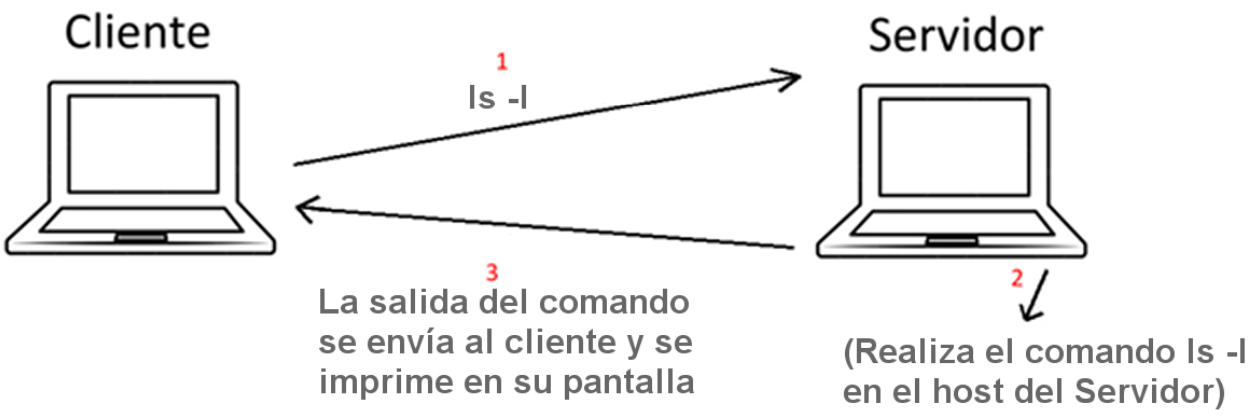 Cliente
Servidor
1
ls -l
3
La salida del comando
se envía al cliente y se
imprime en su pantalla
2
(Realiza el comando ls -l
en el host del Servidor)